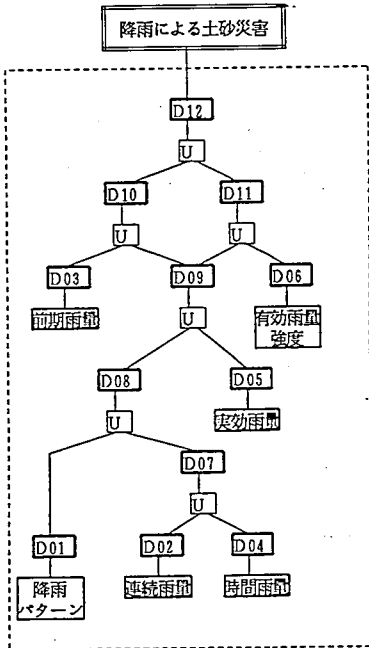 降雨による土砂災害
D12
U
D10
D11
U
U
D03
D09
D06
前期雨量
有効雨量
強度
U
D08
D05
実効雨量
U
D07
U
D01
D02
D04
降雨
パターン
連続雨量
時間雨量